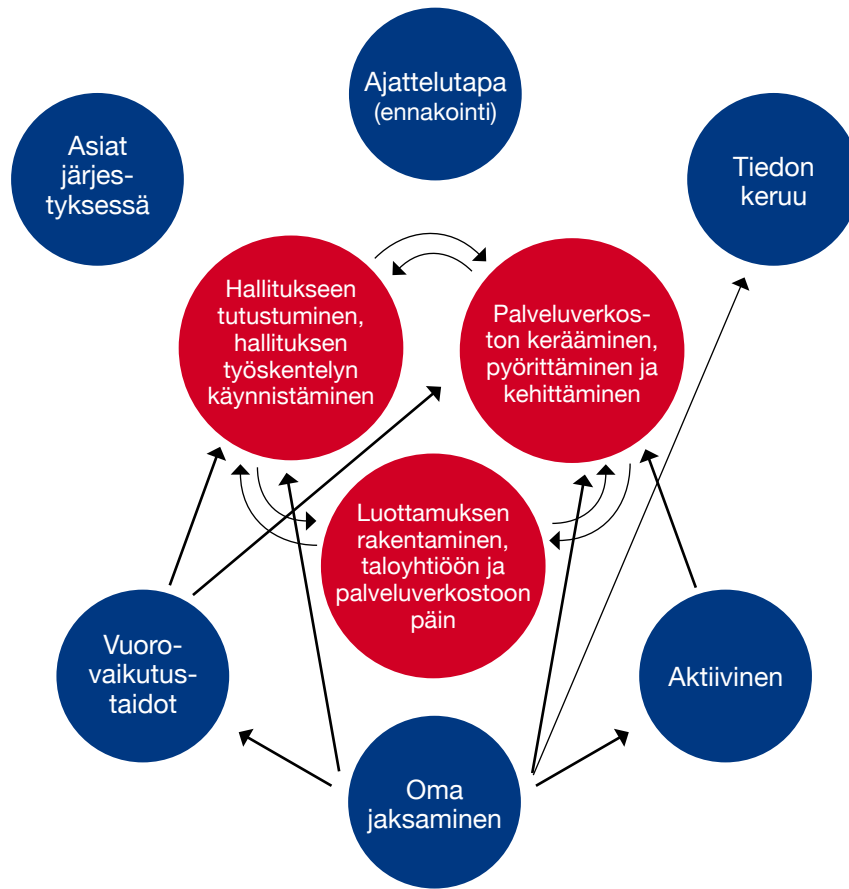 Ajattelutapa
(ennakointi)
Asiat
järjes-
tyksessä
Tiedon
keruu
Hallitukseen
tutustuminen,
hallituksen
työskentelyn
käynnistäminen
Palveluverkos-
ton kerääminen,
pyörittäminen ja
kehittäminen
Luottamuksen
rakentaminen,
taloyhtiöön ja
palveluverkostoon
päin
Vuoro-
vaikutus-
taidot
Aktiivinen
Oma
jaksaminen